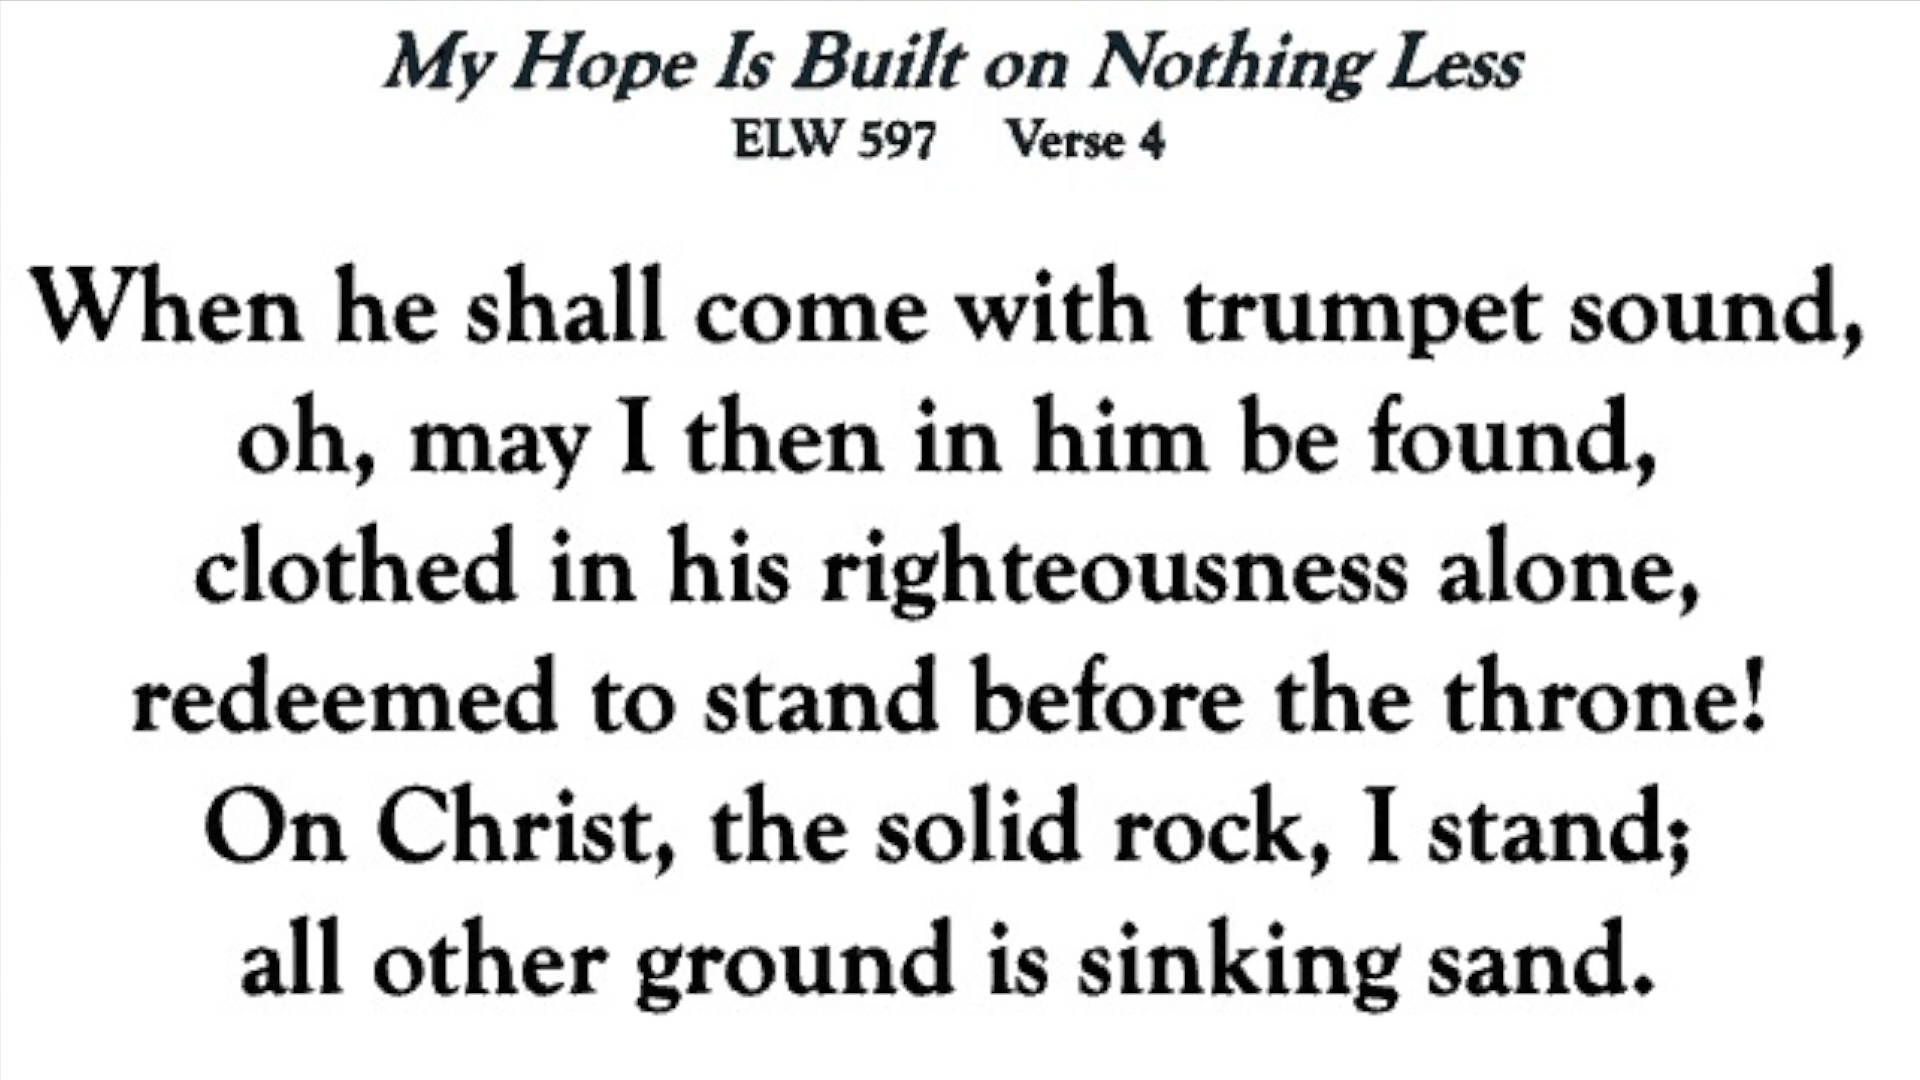 My Hope Is Built on Nothing Less
ELW 597 Verse 4
When he shall come with trumpet sound,
oh, may I then in him be found,
clothed in his righteousness alone,
redeemed to stand before the throne!
On Christ, the solid rock, I stand;
all other ground is sinking sand.